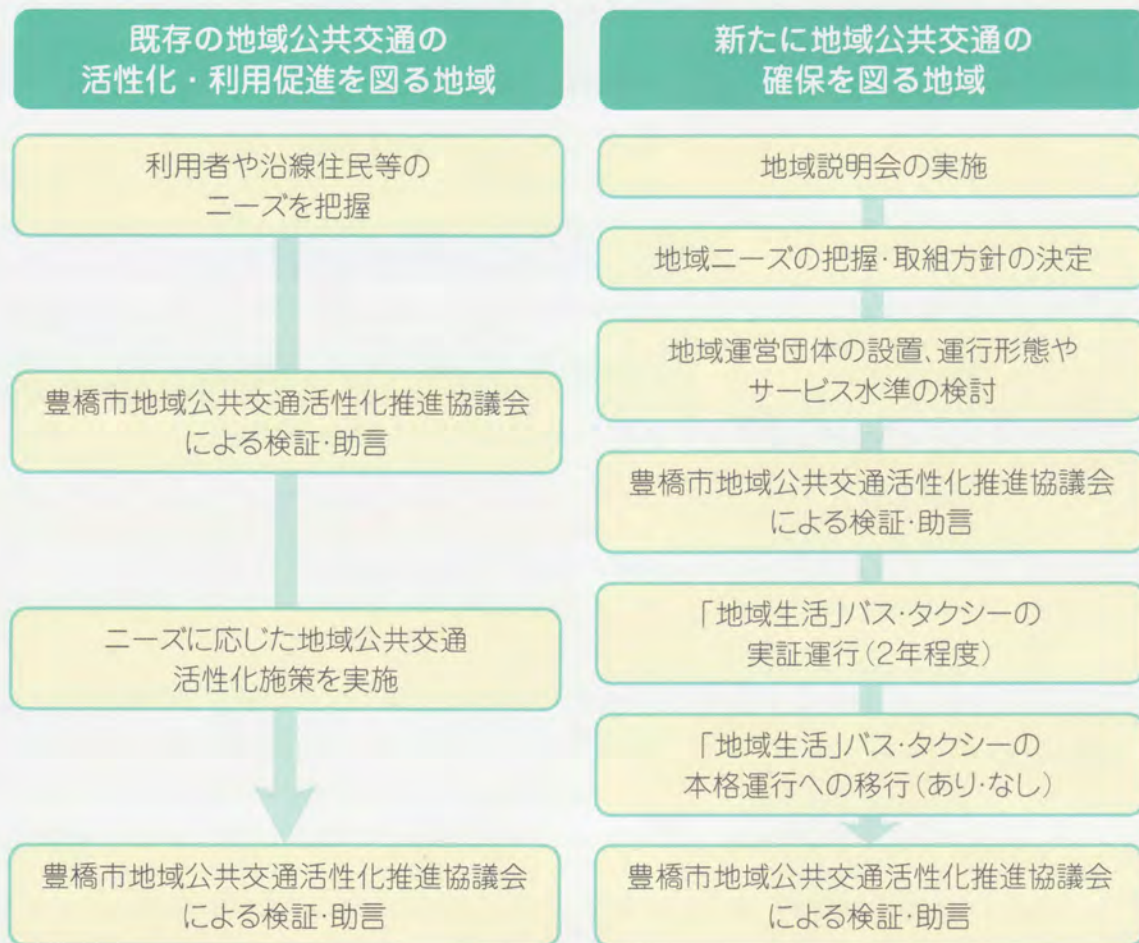 既存の地域公共交通の
活性化・利用促進を図る地域
利用者や沿線住民等の
ニーズを把握
豊橋市地域公共交通活性化推進協議会
による検証・助言
ニーズに応じた地域公共交通
活性化施策を実施
豊橋市地域公共交通活性化推進協議会
による検証・助言
新たに地域公共交通の
確保を図る地域
地域説明会の実施
地域ニーズの把握・取組方針の決定
地域運営団体の設置、運行形態や
サービス水準の検討
豊橋市地域公共交通活性化推進協議会
による検証・助言
「地域生活」バス・タクシーの
実証運行(2年程度)
「地域生活」バス・タクシーの
本格運行への移行(あり・なし)
豊橋市地域公共交通活性化推進協議会
による検証・助言